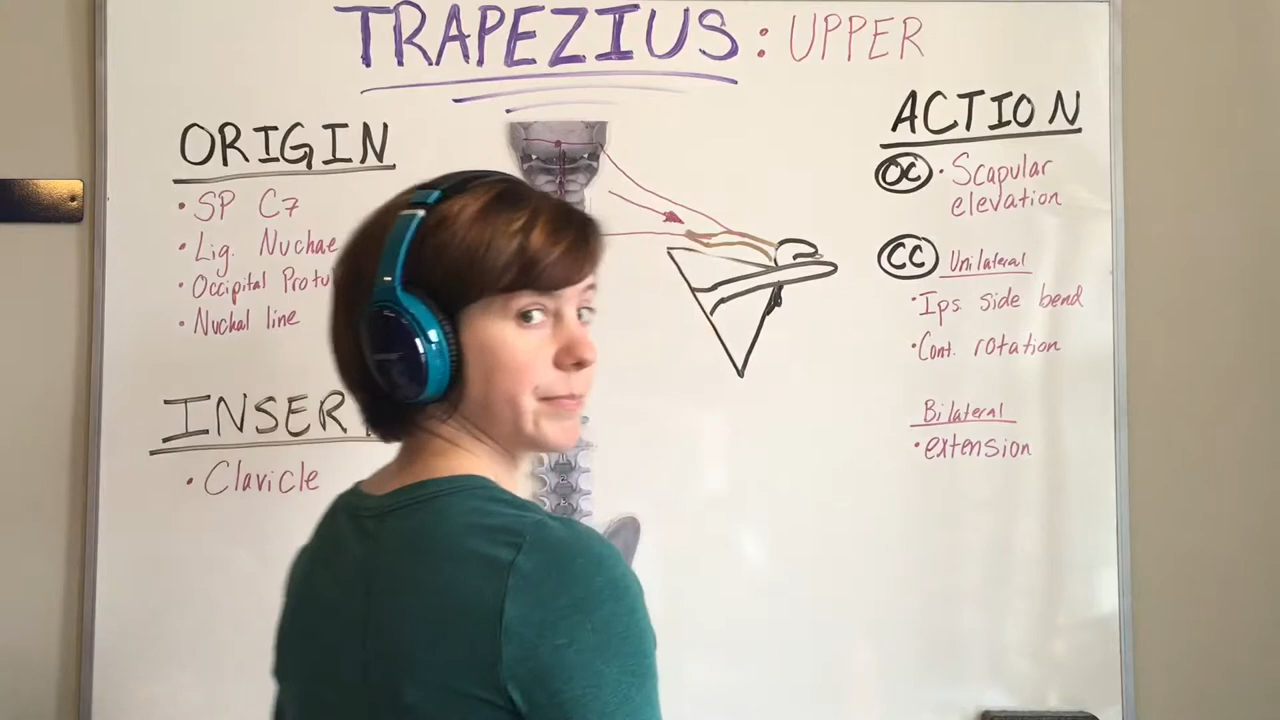 TRAPEZIUS : UPPER
ORIGIN
• SP C7
• Lig. Nuchae
• Occipital Protu
• Nuchal line
INSER
• Clavicle
ACTION
OC • Scapular
elevation
CC Unilateral
• Ips. side bend
• Cont. rotation
Bilateral
• extension